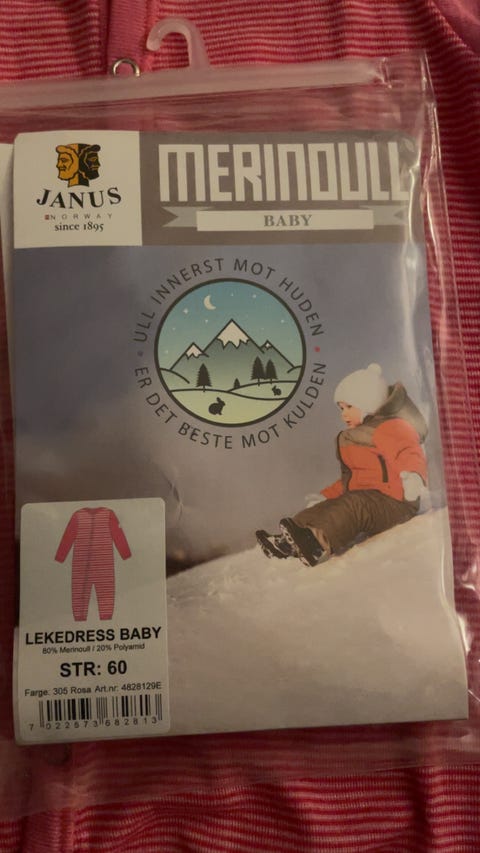 JANUS
NORWAY
since 1895
MERINOULL
BABY
ULL INNERST MOT HUDEN
ER DET BESTE MOT KULDEN
LEKEDRESS BABY
80% Merinoull / 20% Polyamid
STR: 60
Farge: 305 Rosa Art.nr: 4828129E
7 022573 682813